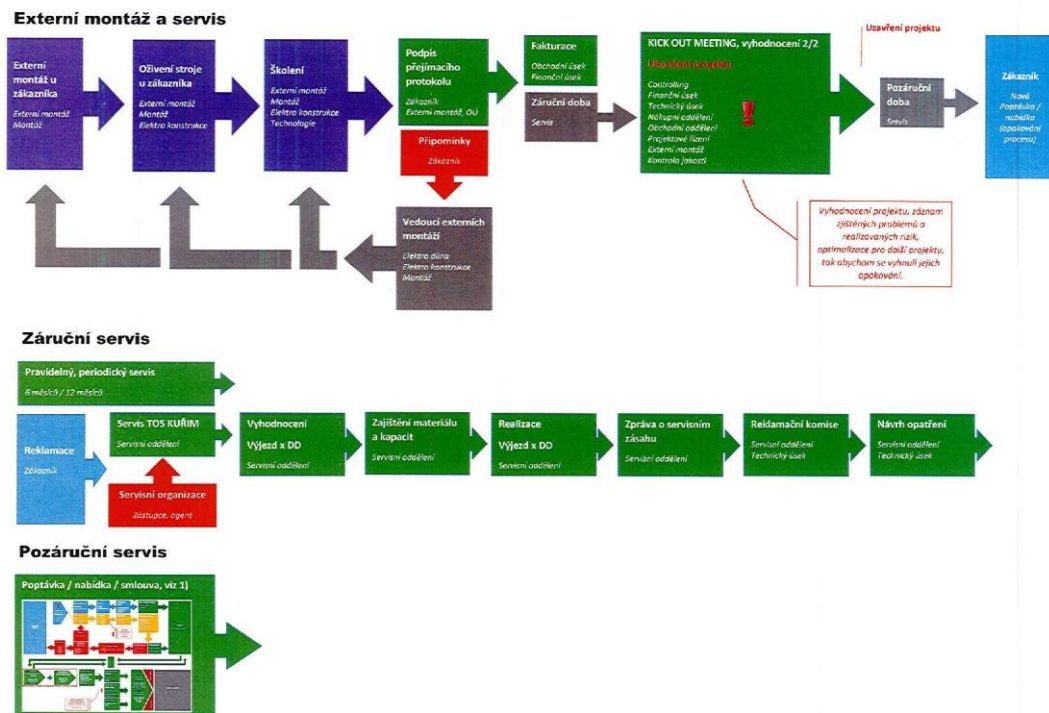 Externí montáž a servis
Externí
montáž u
zákazníka
Externí montáž
Montáž
Oživení stroje u
zákazníka
Externí montáž
Montáž
Elektro konstrukce
Školení
Externí montáž
Montáž
Elektro konstrukce
Technologie
Podpis
přejímacího
protokolu
Zákazník
Externí montáž, OÚ
Připomínky
Zákazník
Vedoucí externích
montáží
Elektro dílna
Elektro konstrukce
Montáž
Fakturace
Obchodní úsek
Finanční úsek
Záruční doba
Servis
KICK OUT MEETING, vyhodnocení 2/2
Ukončení projektu
Controlling
Finanční úsek
Technický úsek
Nákupní oddělení
Obchodní oddělení
Projektové řízení
Externí montáž
Kontrola jakosti
!
Uzavření projektu
Pozáruční
doba
Servis
Zákazník
Nová
Poptávka /
nabídka
(opakování
procesu)
Vyhodnocení projektu, záznam
zjištěných problémů a
realizovaných rizik,
optimalizace pro další projekty,
tak abychom se vyhnuli jejich
opakování.
Záruční servis
Pravidelný, periodický servis
6 měsíců / 12 měsíců
Reklamace
Zákazník
Servis TOS KUŘIM
Servisní oddělení
Servisní organizace
Zástupce, agent
Vyhodnocení
Výjezd x DD
Servisní oddělení
Zajištění materiálu
a kapacit
Servisní oddělení
Realizace
Výjezd x DD
Servisní oddělení
Zpráva o servisním
zásahu
Servisní oddělení
Reklamační komise
Servisní oddělení
Technický úsek
Návrh opatření
Servisní oddělení
Technický úsek
Pozáruční servis
Poptávka / nabídka / smlouva, viz 1)